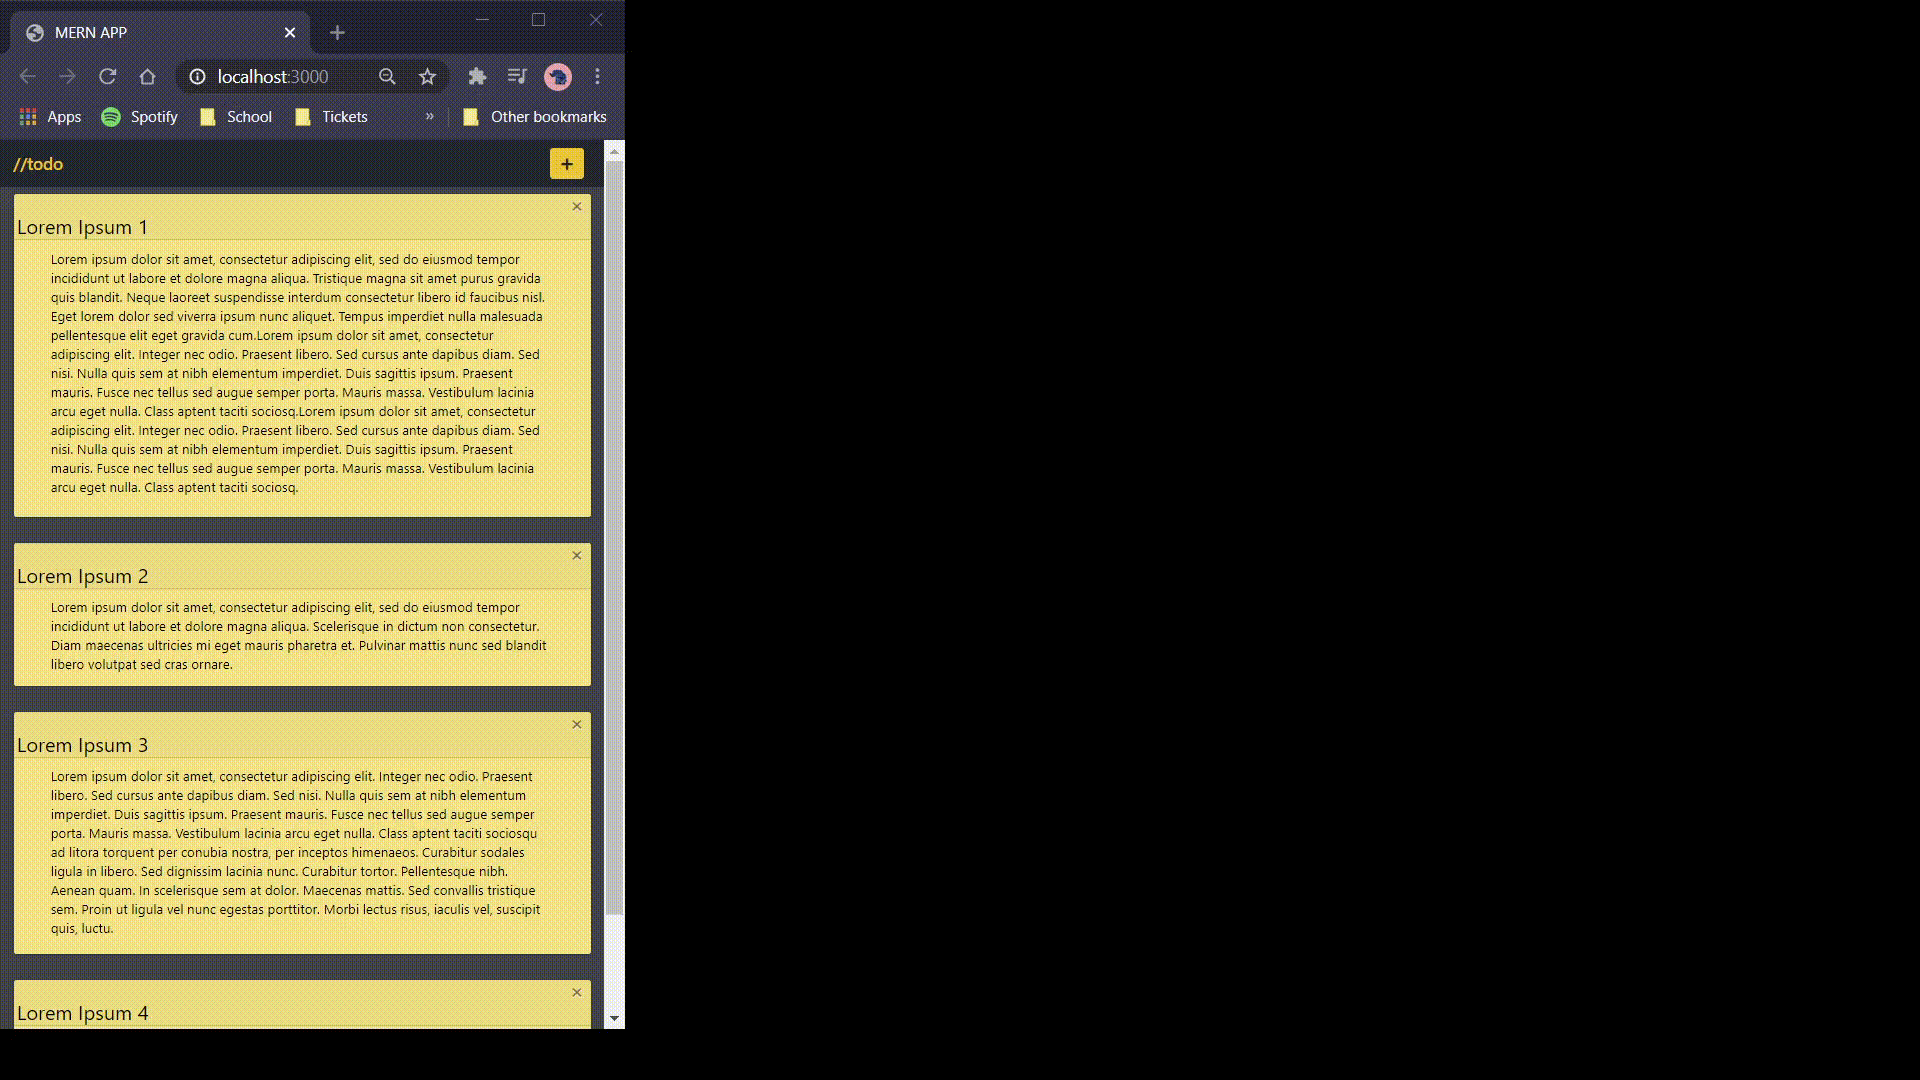 MERN APP
localhost:3000
Apps Spotify School Tickets » Other bookmarks
//todo
+
Lorem Ipsum 1
Lorem ipsum dolor sit amet, consectetur adipiscing elit, sed do eiusmod tempor
incididunt ut labore et dolore magna aliqua. Tristique magna sit amet purus gravida
quis blandit. Neque laoreet suspendisse interdum consectetur libero id faucibus nisl.
Eget lorem dolor sed viverra ipsum nunc aliquet. Tempus imperdiet nulla malesuada
pellentesque elit eget gravida cum.Lorem ipsum dolor sit amet, consectetur
adipiscing elit. Integer nec odio. Praesent libero. Sed cursus ante dapibus diam. Sed
nisi. Nulla quis sem at nibh elementum imperdiet. Duis sagittis ipsum. Praesent
mauris. Fusce nec tellus sed augue semper porta. Mauris massa. Vestibulum lacinia
arcu eget nulla. Class aptent taciti sociosq.Lorem ipsum dolor sit amet, consectetur
adipiscing elit. Integer nec odio. Praesent libero. Sed cursus ante dapibus diam. Sed
nisi. Nulla quis sem at nibh elementum imperdiet. Duis sagittis ipsum. Praesent
mauris. Fusce nec tellus sed augue semper porta. Mauris massa. Vestibulum lacinia
arcu eget nulla. Class aptent taciti sociosq.
Lorem Ipsum 2
Lorem ipsum dolor sit amet, consectetur adipiscing elit, sed do eiusmod tempor
incididunt ut labore et dolore magna aliqua. Scelerisque in dictum non consectetur.
Diam maecenas ultricies mi eget mauris pharetra et. Pulvinar mattis nunc sed blandit
libero volutpat sed cras ornare.
Lorem Ipsum 3
Lorem ipsum dolor sit amet, consectetur adipiscing elit. Integer nec odio. Praesent
libero. Sed cursus ante dapibus diam. Sed nisi. Nulla quis sem at nibh elementum
imperdiet. Duis sagittis ipsum. Praesent mauris. Fusce nec tellus sed augue semper
porta. Mauris massa. Vestibulum lacinia arcu eget nulla. Class aptent taciti sociosqu
ad litora torquent per conubia nostra, per inceptos himenaeos. Curabitur sodales
ligula in libero. Sed dignissim lacinia nunc. Curabitur tortor. Pellentesque nibh.
Aenean quam. In scelerisque sem at dolor. Maecenas mattis. Sed convallis tristique
sem. Proin ut ligula vel nunc egestas porttitor. Morbi lectus risus, iaculis vel, suscipit
quis, luctu.
Lorem Ipsum 4